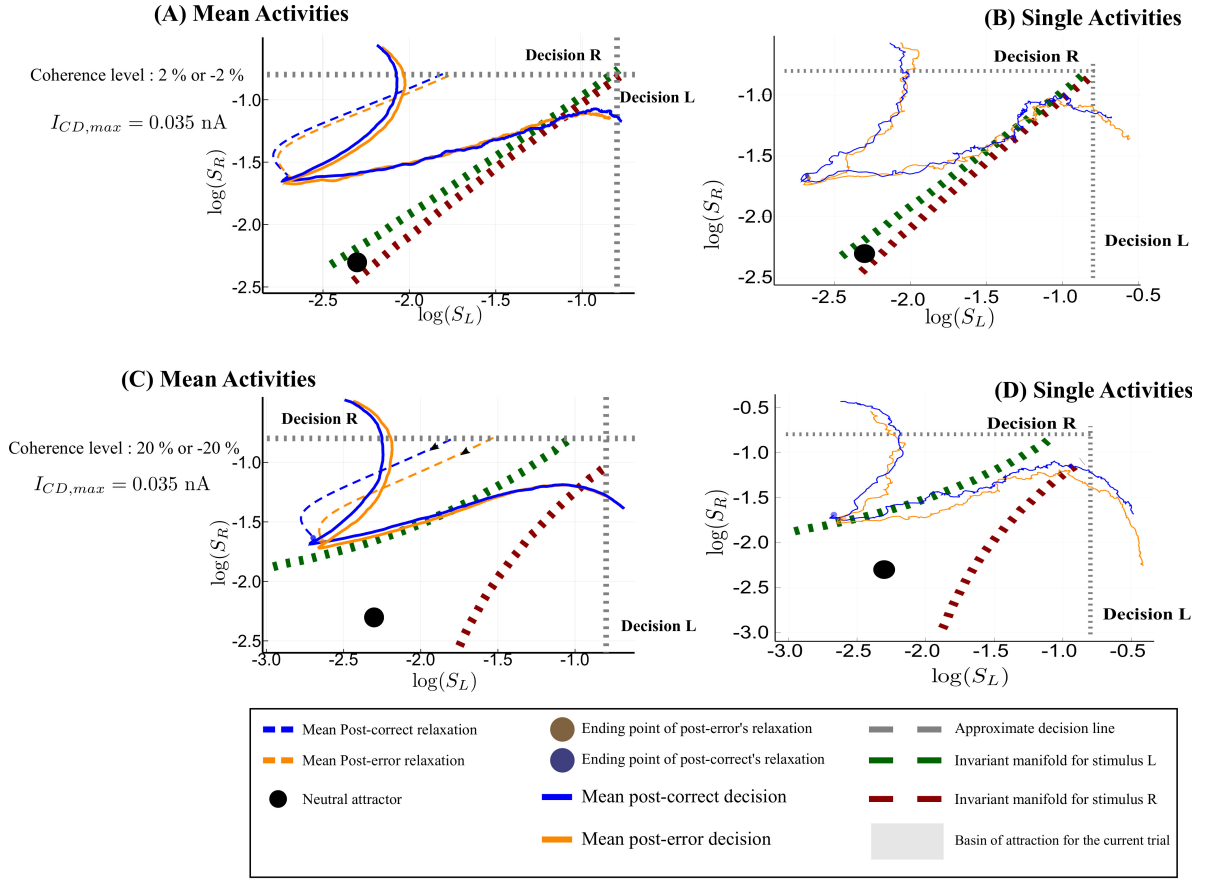 (A) Mean Activities
(B) Single Activities
Coherence level : 2 % or -2 %
I_{CD,max} = 0.035 nA
Decision R
Decision L
-1.0
-1.5
-2.0
-2.5
log(S_R)
-2.5 -2.0 -1.5 -1.0
log(S_L)
Decision R
Decision L
-1.0
-1.5
-2.0
-2.5
log(S_R)
-2.5 -2.0 -1.5 -1.0 -0.5
log(S_L)
(C) Mean Activities
(D) Single Activities
Coherence level : 20 % or -20 %
I_{CD,max} = 0.035 nA
Decision R
Decision L
-1.0
-1.5
-2.0
-2.5
log(S_R)
-3.0 -2.5 -2.0 -1.5 -1.0
log(S_L)
Decision R
Decision L
-0.5
-1.0
-1.5
-2.0
-2.5
-3.0
log(S_R)
-3.0 -2.5 -2.0 -1.5 -1.0 -0.5
log(S_L)
Mean Post-correct relaxation
Mean Post-error relaxation
Neutral attractor
Ending point of post-error's relaxation
Ending point of post-correct's relaxation
Mean post-correct decision
Mean post-error decision
Approximate decision line
Invariant manifold for stimulus L
Invariant manifold for stimulus R
Basin of attraction for the current trial